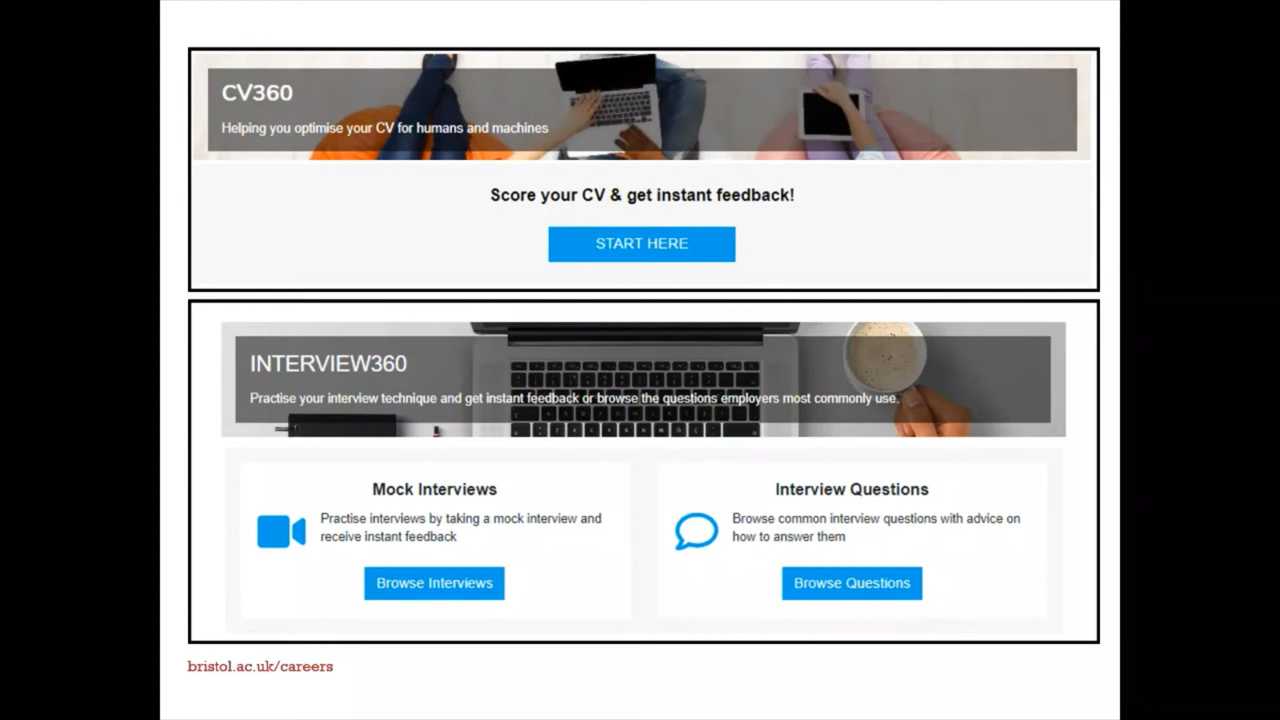 CV360
Helping you optimise your CV for humans and machines
Score your CV & get instant feedback!
START HERE
INTERVIEW360
Practise your interview technique and get instant feedback or browse the questions employers most commonly use.
Mock Interviews
Practise interviews by taking a mock interview and
receive instant feedback
Browse Interviews
Interview Questions
Browse common interview questions with advice on
how to answer them
Browse Questions
bristol.ac.uk/careers